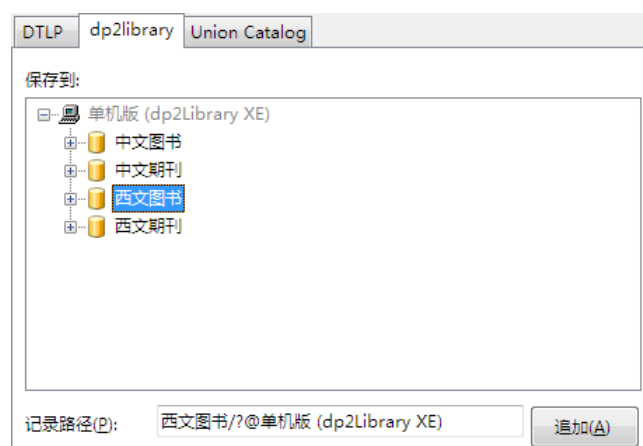 DTLP dp2library Union Catalog
保存到:
单机版 (dp2Library XE)
中文图书
中文期刊
西文图书
西文期刊
记录路径(P): 西文图书/?@单机版 (dp2Library XE) 追加(A)